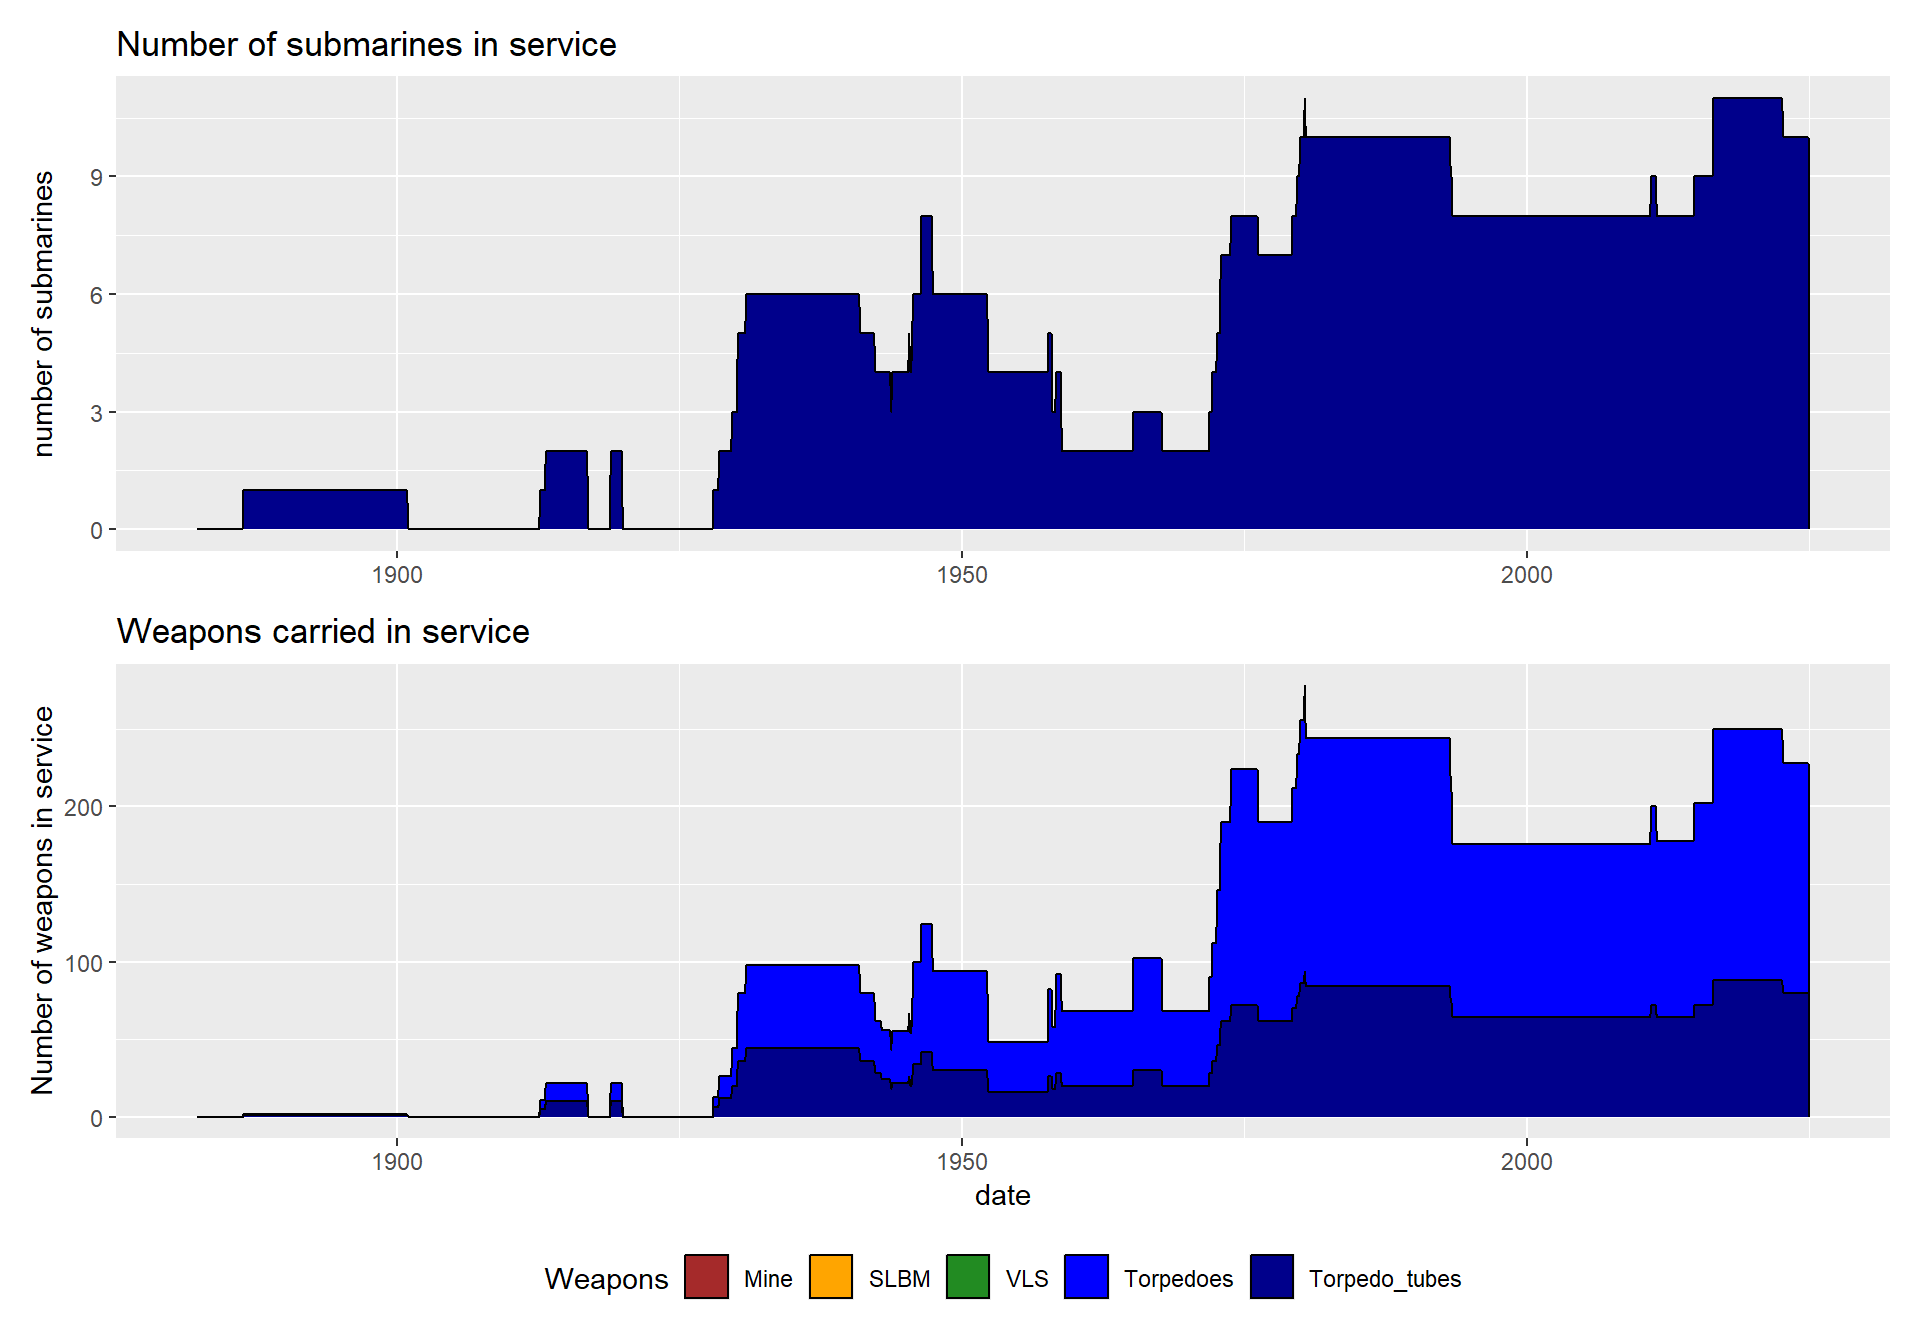 Number of submarines in service
number of submarines
9
6
3
0
1900 1950 2000
Weapons carried in service
Number of weapons in service
200
100
0
1900 1950 2000
date
Weapons Mine SLBM VLS Torpedoes Torpedo_tubes